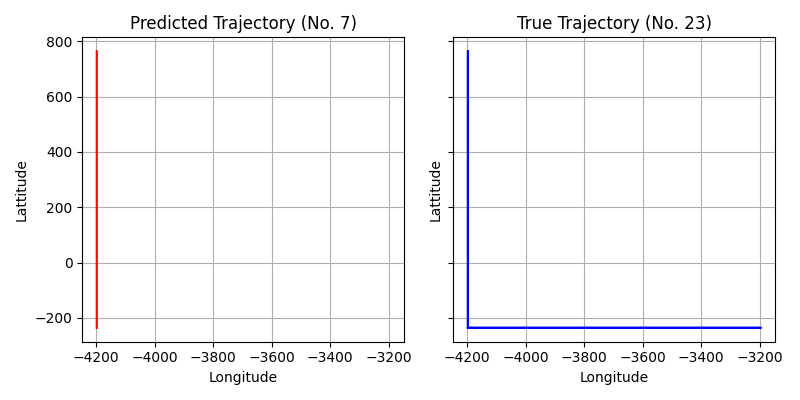 Predicted Trajectory (No. 7)
True Trajectory (No. 23)
800
600
400
200
0
−200
Lattitude
Lattitude
−4200 −4000 −3800 −3600 −3400 −3200
−4200 −4000 −3800 −3600 −3400 −3200
Longitude
Longitude